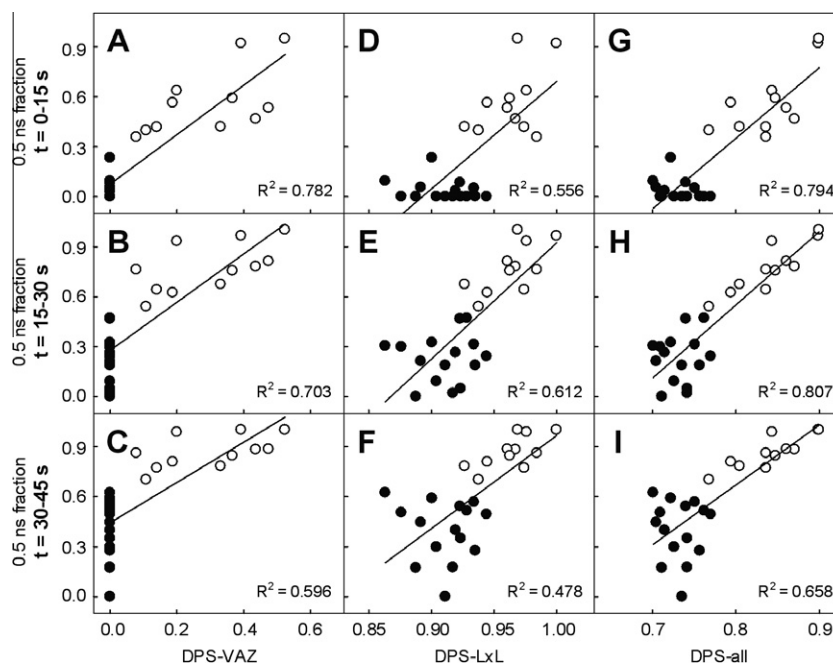 A
D
G
0.5 ns fraction
t = 0-15 s
0.9
0.6
0.3
0.0
R² = 0.782
R² = 0.556
R² = 0.794
B
E
H
0.5 ns fraction
t = 15-30 s
0.9
0.6
0.3
0.0
R² = 0.703
R² = 0.612
R² = 0.807
C
F
I
0.5 ns fraction
t = 30-45 s
0.9
0.6
0.3
0.0
R² = 0.596
R² = 0.478
R² = 0.658
0.0 0.2 0.4 0.6 0.85 0.90 0.95 1.00 0.7 0.8 0.9
DPS-VAZ DPS-LxL DPS-all